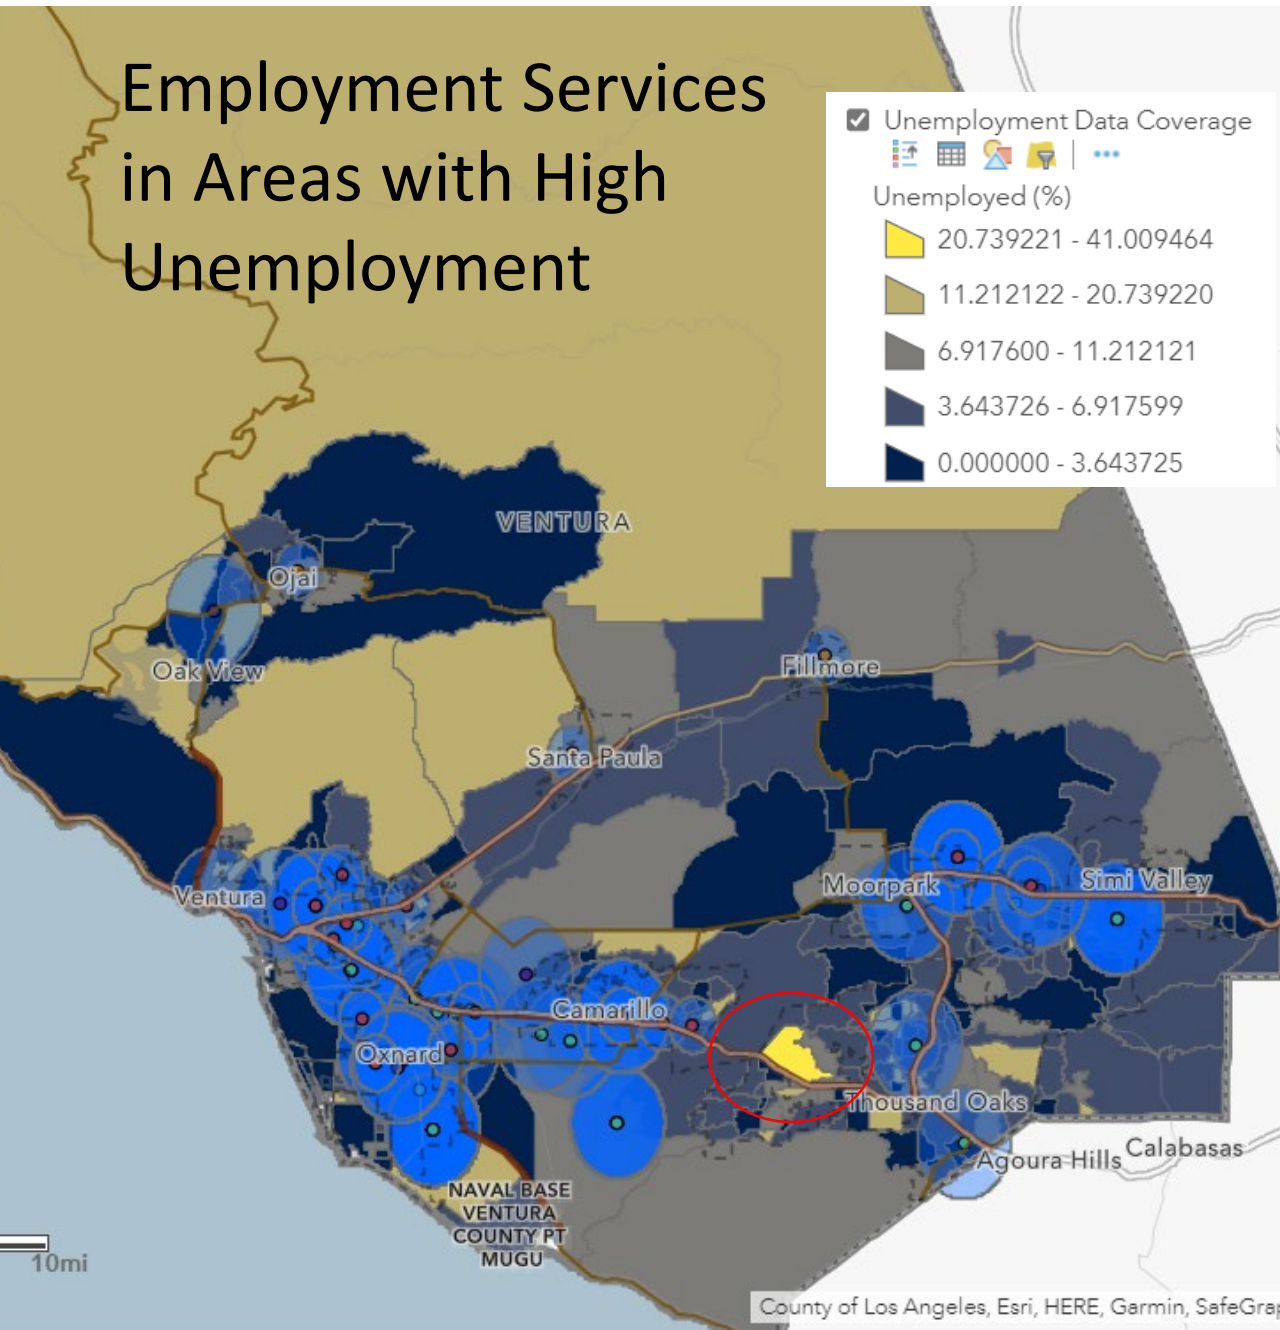 Employment Services
in Areas with High
Unemployment
Unemployment Data Coverage
Unemployed (%)
20.739221 - 41.009464
11.212122 - 20.739220
6.917600 - 11.212121
3.643726 - 6.917599
0.000000 - 3.643725
VENTURA
Ojai
Oak View
Fillmore
Santa Paula
Ventura
Moorpark
Simi Valley
Camarillo
Oxnard
Thousand Oaks
Agoura Hills
Calabasas
NAVAL BASE
VENTURA
COUNTY PT
MUGU
10mi
County of Los Angeles, Esri, HERE, Garmin, SafeGra